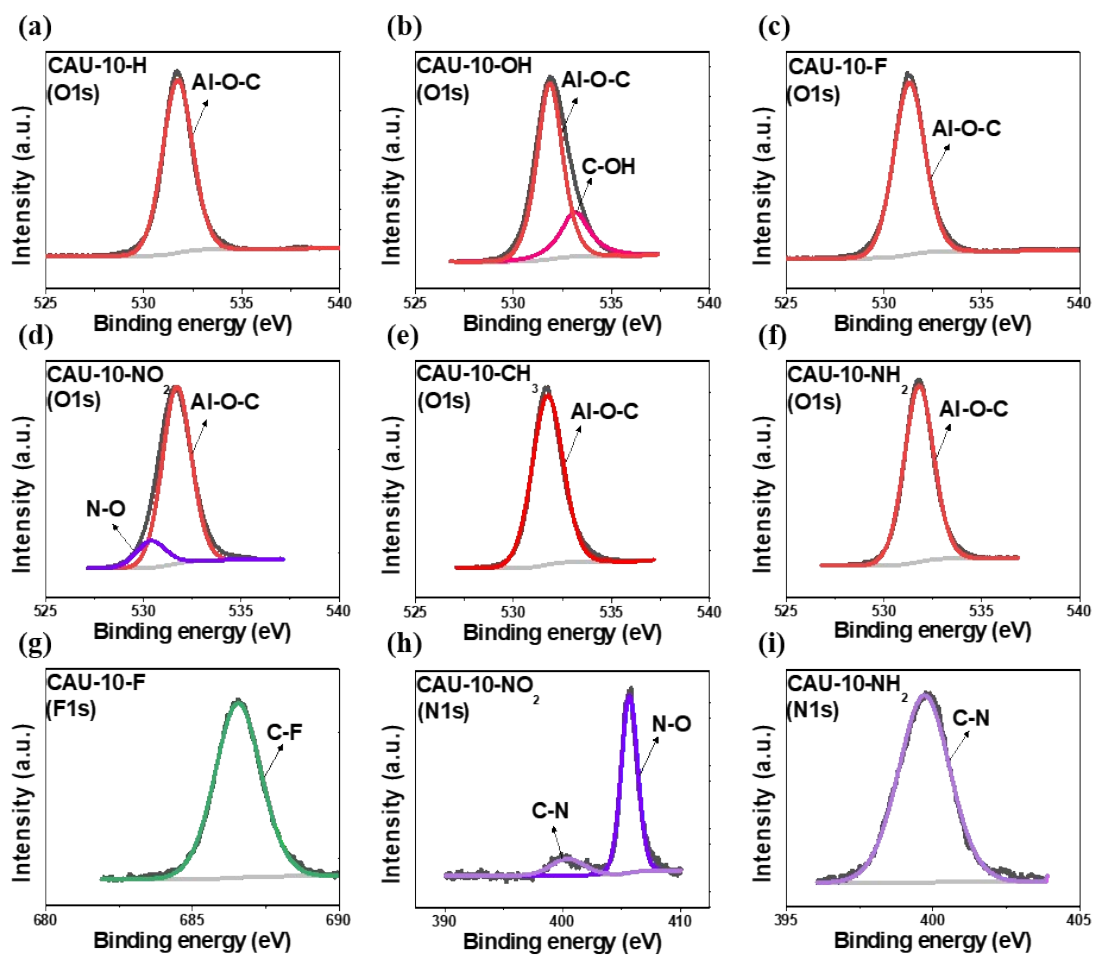 (a)
CAU-10-H
(O1s)
Al-O-C
Intensity (a.u.)
525 530 535 540
Binding energy (eV)
(b)
CAU-10-OH
(O1s)
Al-O-C
C-OH
Intensity (a.u.)
525 530 535 540
Binding energy (eV)
(c)
CAU-10-F
(O1s)
Al-O-C
Intensity (a.u.)
525 530 535 540
Binding energy (eV)
(d)
CAU-10-NO2
(O1s)
Al-O-C
N-O
Intensity (a.u.)
525 530 535 540
Binding energy (eV)
(e)
CAU-10-CH3
(O1s)
Al-O-C
Intensity (a.u.)
525 530 535 540
Binding energy (eV)
(f)
CAU-10-NH2
(O1s)
Al-O-C
Intensity (a.u.)
525 530 535 540
Binding energy (eV)
(g)
CAU-10-F
(F1s)
C-F
Intensity (a.u.)
680 685 690
Binding energy (eV)
(h)
CAU-10-NO2
(N1s)
N-O
C-N
Intensity (a.u.)
390 400 410
Binding energy (eV)
(i)
CAU-10-NH2
(N1s)
C-N
Intensity (a.u.)
395 400 405
Binding energy (eV)